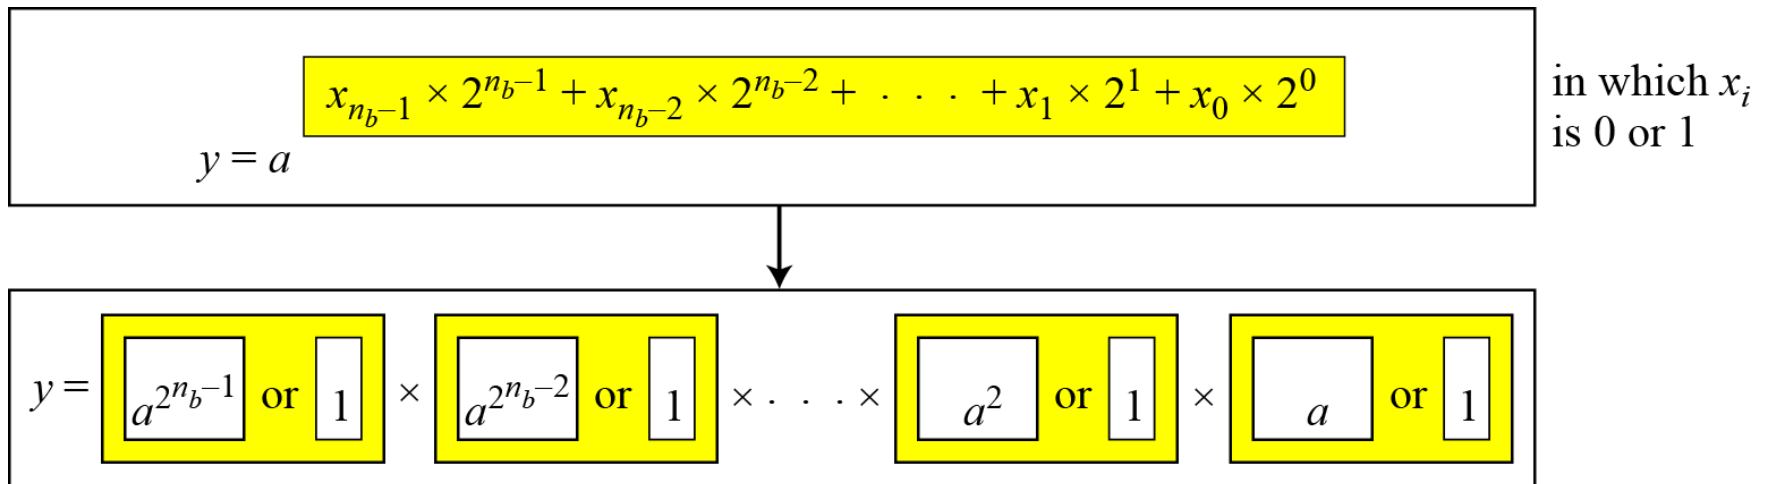 x_{n_b−1} × 2^{n_b−1} + x_{n_b−2} × 2^{n_b−2} + . . . + x_1 × 2^1 + x_0 × 2^0
y = a
in which x_i
is 0 or 1
y = a^{2^{n_b−1}} or 1 × a^{2^{n_b−2}} or 1 × . . . × a^2 or 1 × a or 1